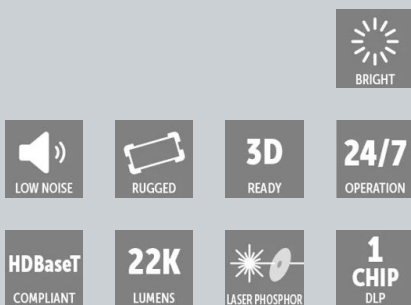 BRIGHT
LOW NOISE
RUGGED
3D
READY
24/7
OPERATION
HDBaseT
COMPLIANT
22K
LUMENS
LASER PHOSPHOR
1
CHIP
DLP